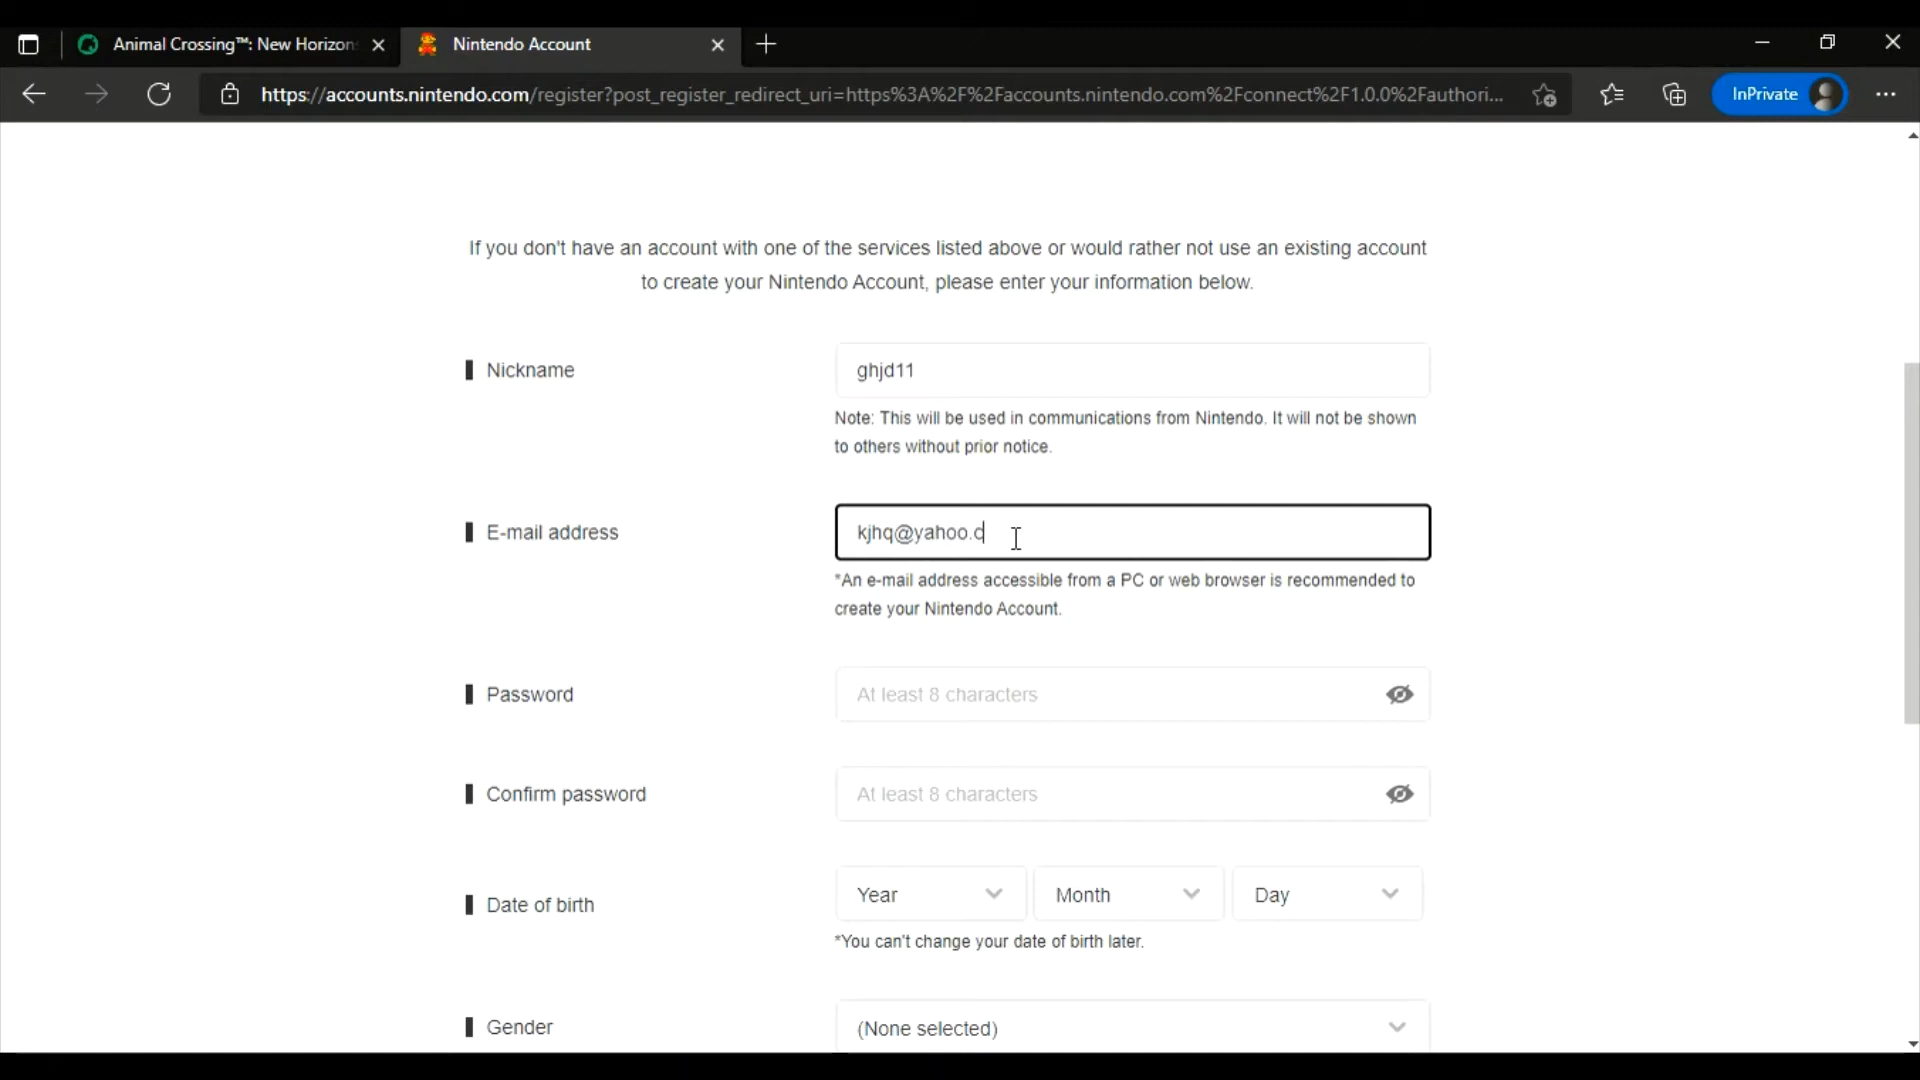 Animal Crossing™: New Horizon
Nintendo Account
https://accounts.nintendo.com/register?post_register_redirect_uri=https%3A%2F%2Faccounts.nintendo.com%2Fconnect%2F1.0.0%2Fauthori...
InPrivate
If you don't have an account with one of the services listed above or would rather not use an existing account
to create your Nintendo Account, please enter your information below.
Nickname
ghjd11
Note: This will be used in communications from Nintendo. It will not be shown
to others without prior notice.
E-mail address
kjhq@yahoo.c
*An e-mail address accessible from a PC or web browser is recommended to
create your Nintendo Account.
Password
At least 8 characters
Confirm password
At least 8 characters
Date of birth
Year Month Day
*You can't change your date of birth later.
Gender
(None selected)